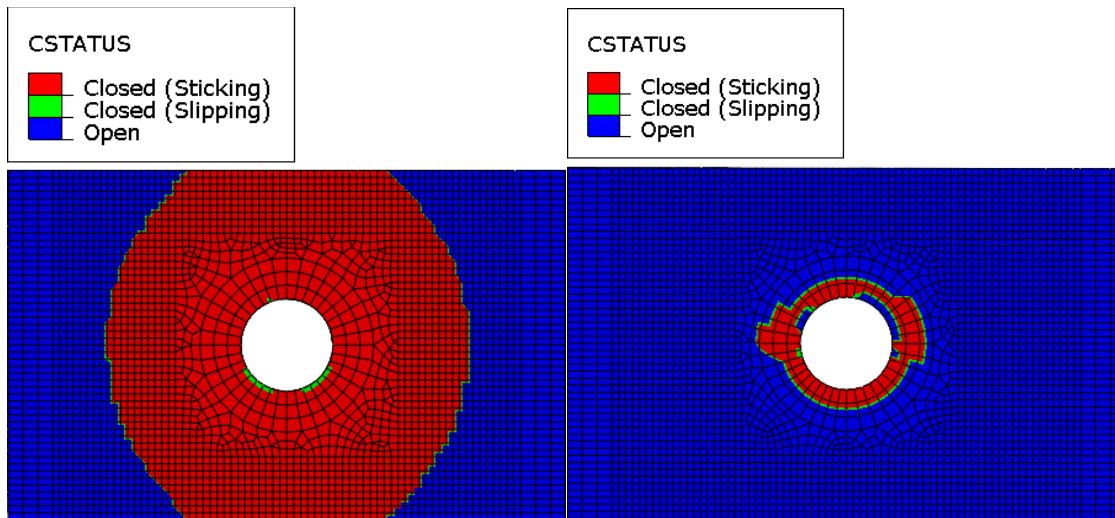 CSTATUS
Closed (Sticking)
Closed (Slipping)
Open
CSTATUS
Closed (Sticking)
Closed (Slipping)
Open